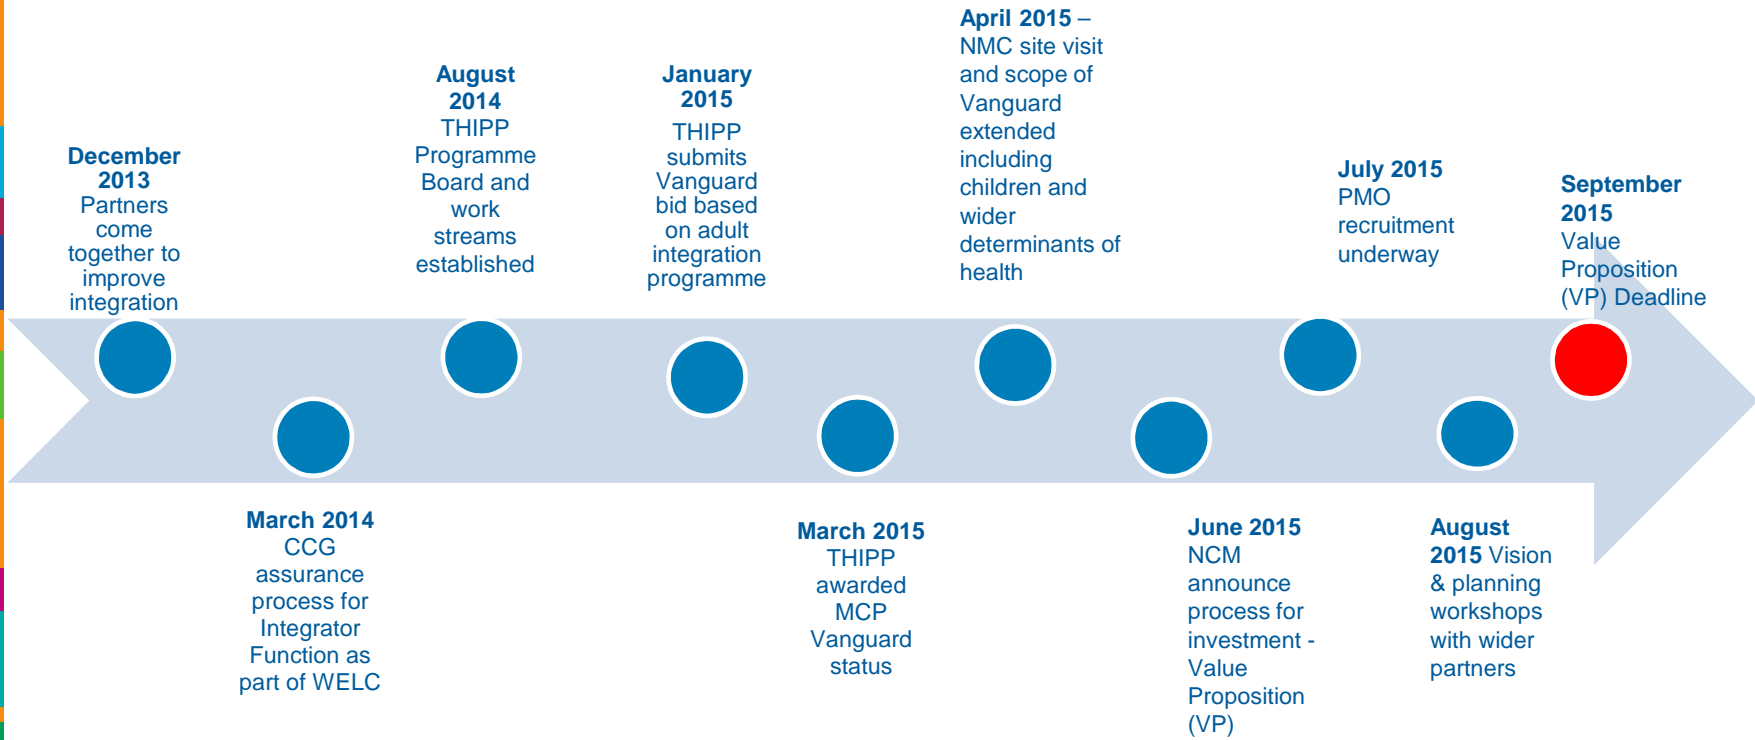 December
2013
Partners
come
together to
improve
integration
March 2014
CCG
assurance
process for
Integrator
Function as
part of WELC
August
2014
THIPP
Programme
Board and
work
streams
established
January
2015
THIPP
submits
Vanguard
bid based
on adult
integration
programme
March 2015
THIPP
awarded
MCP
Vanguard
status
April 2015 –
NMC site visit
and scope of
Vanguard
extended
including
children and
wider
determinants of
health
June 2015
NCM
announce
process for
investment -
Value
Proposition
(VP)
July 2015
PMO
recruitment
underway
August
2015 Vision
& planning
workshops
with wider
partners
September
2015
Value
Proposition
(VP) Deadline